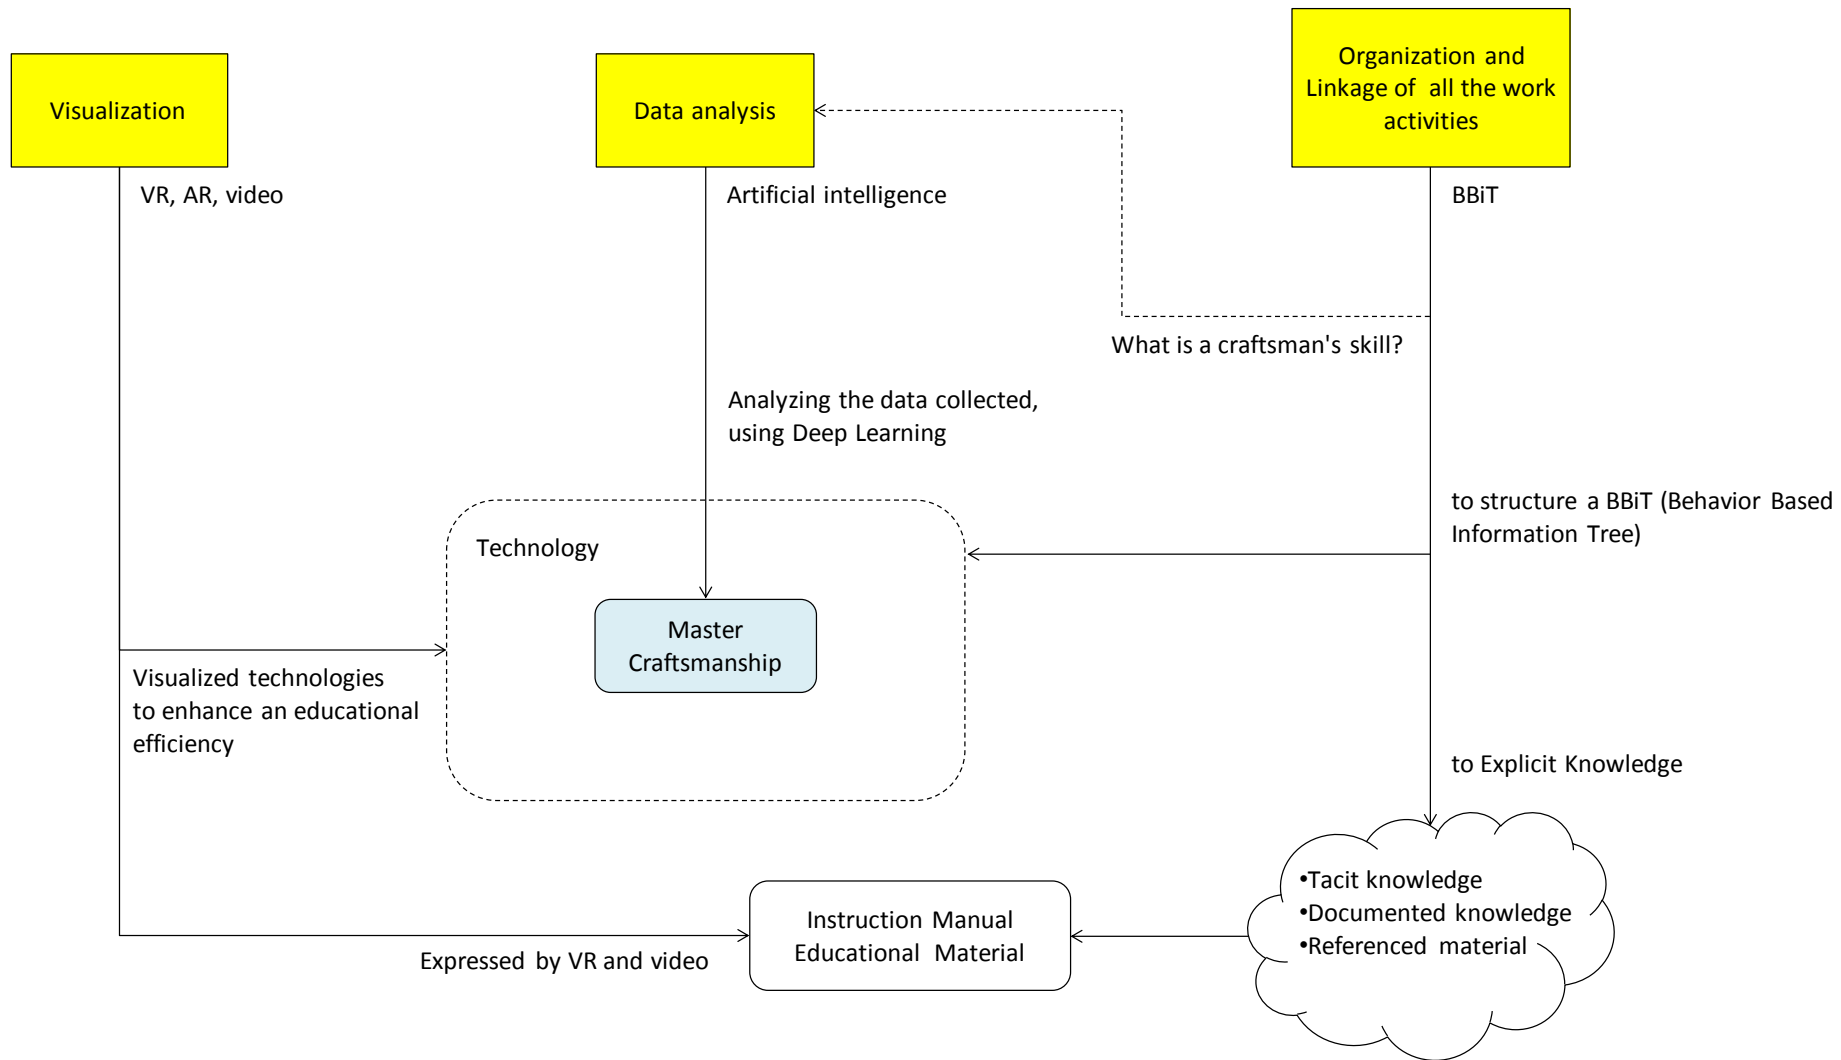 Organization and
Linkage of all the work
activities
Visualization
Data analysis
VR, AR, video
Artificial intelligence
BBiT
What is a craftsman's skill?
Analyzing the data collected,
using Deep Learning
to structure a BBiT (Behavior Based
Information Tree)
Technology
Master
Craftsmanship
Visualized technologies
to enhance an educational
efficiency
to Explicit Knowledge
•Tacit knowledge
•Documented knowledge
•Referenced material
Instruction Manual
Educational Material
Expressed by VR and video